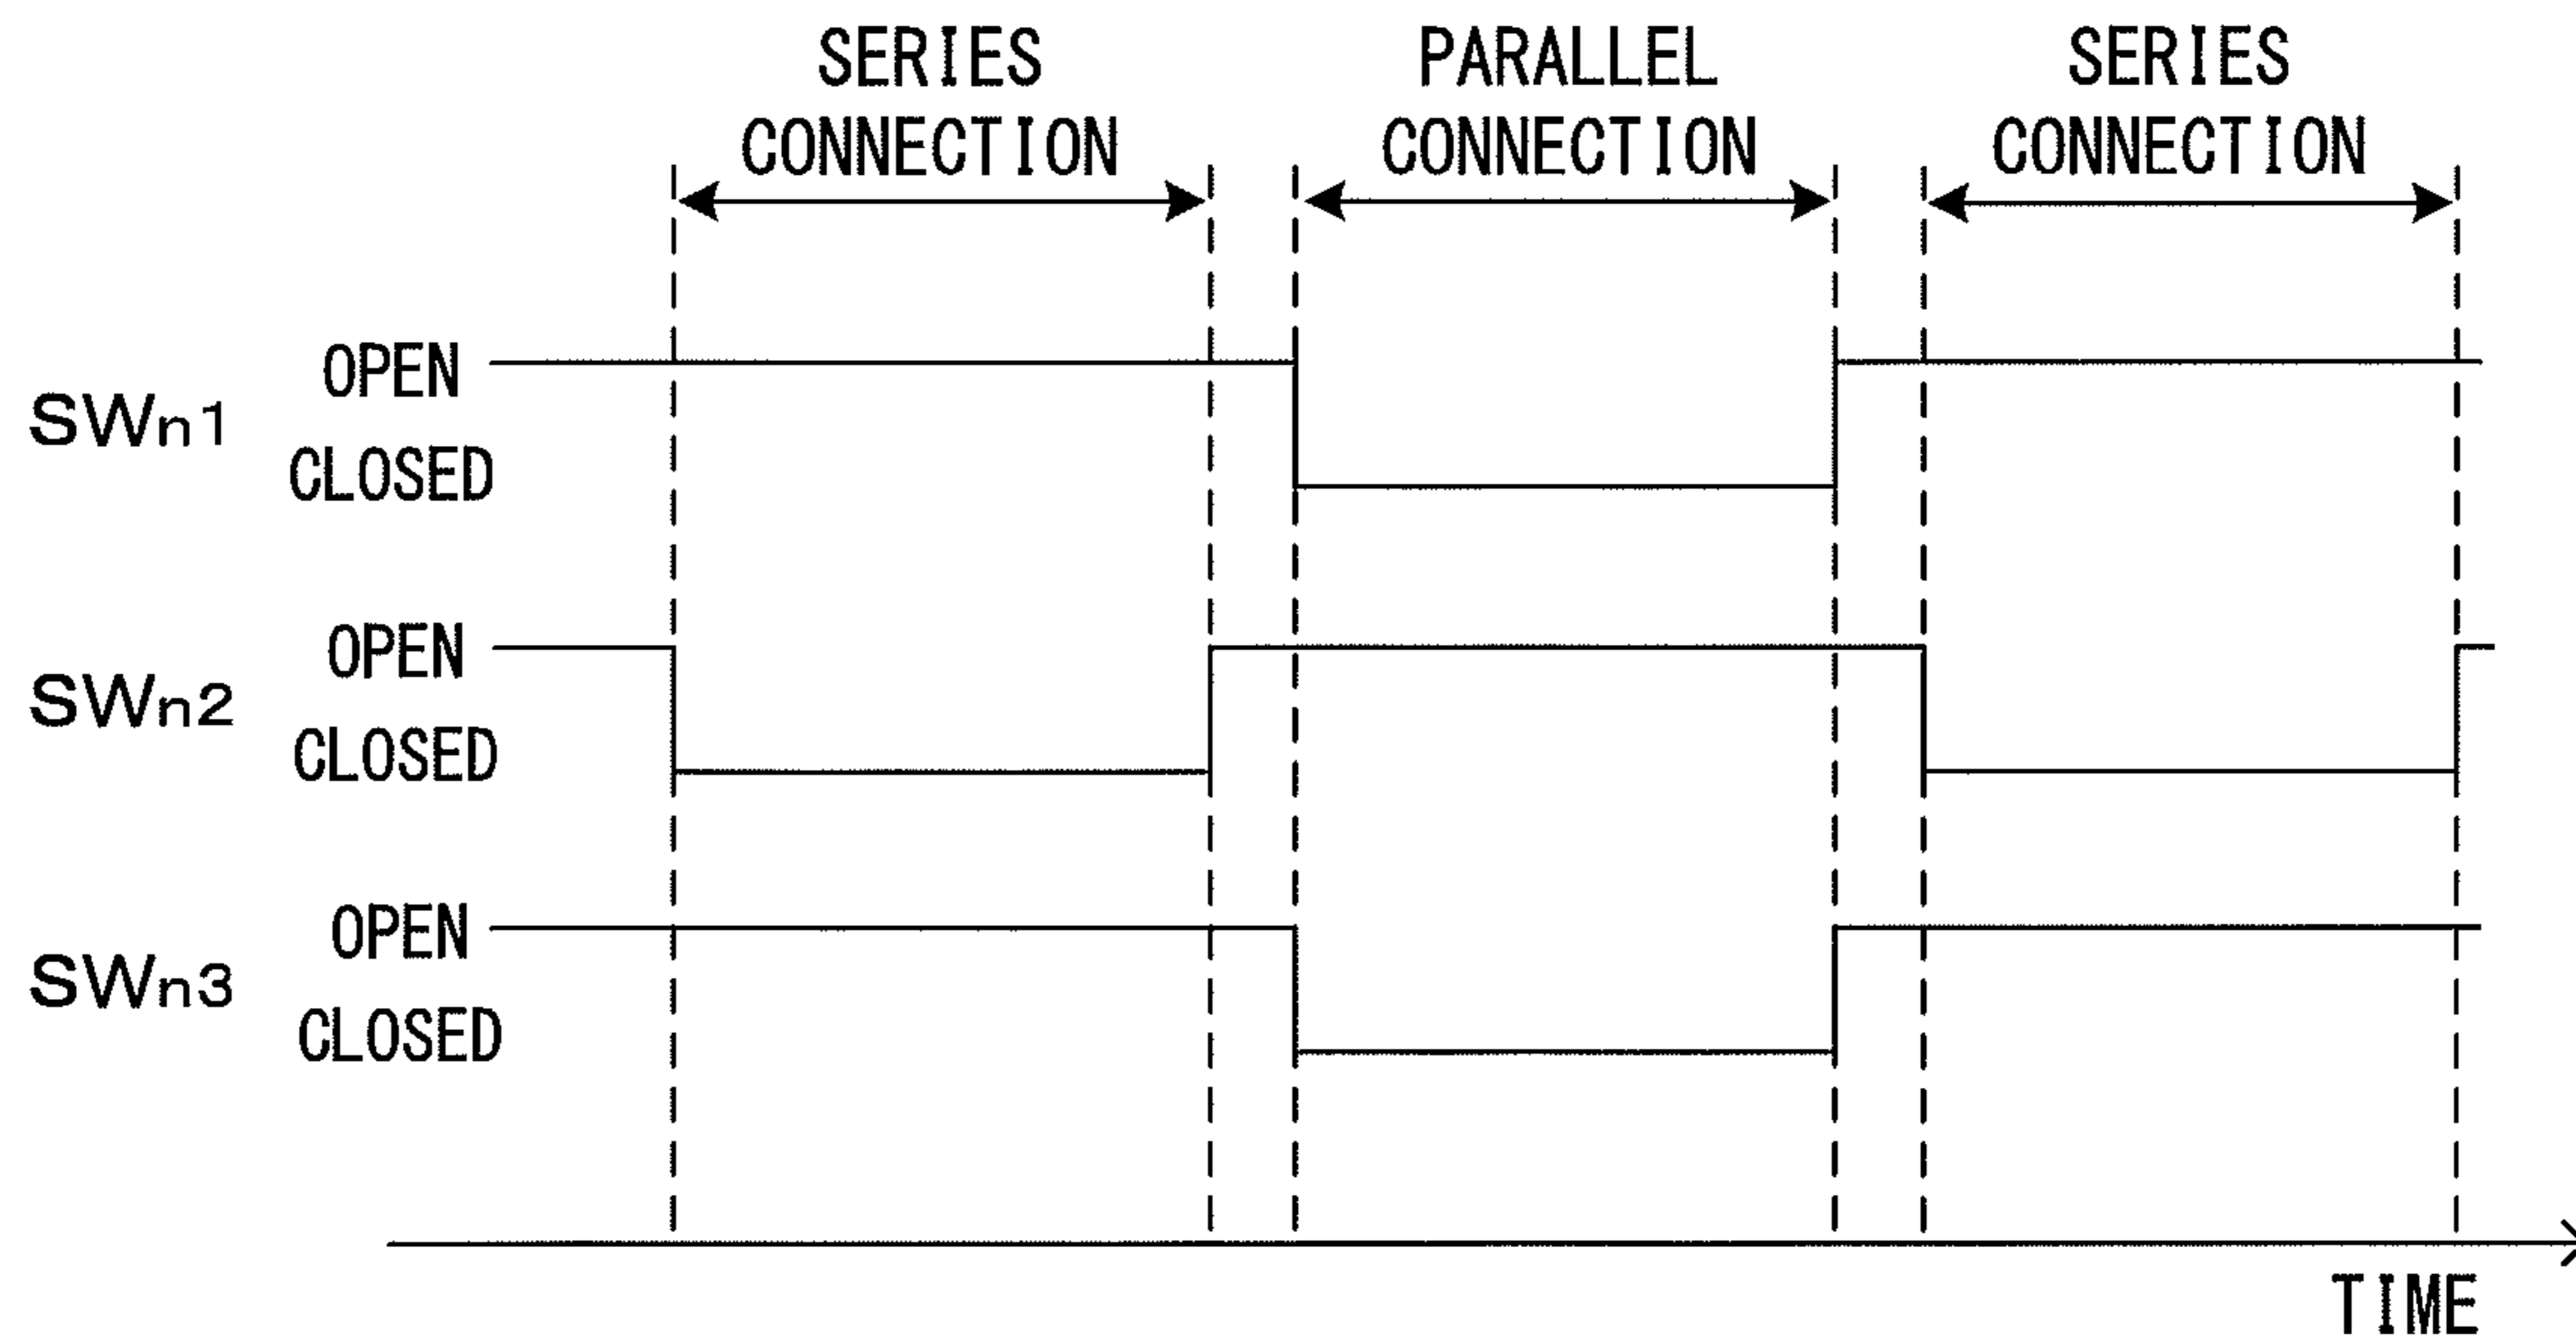 SERIES
CONNECTION
PARALLEL
CONNECTION
SERIES
CONNECTION
SWn1
OPEN
CLOSED
SWn2
OPEN
CLOSED
SWn3
OPEN
CLOSED
TIME